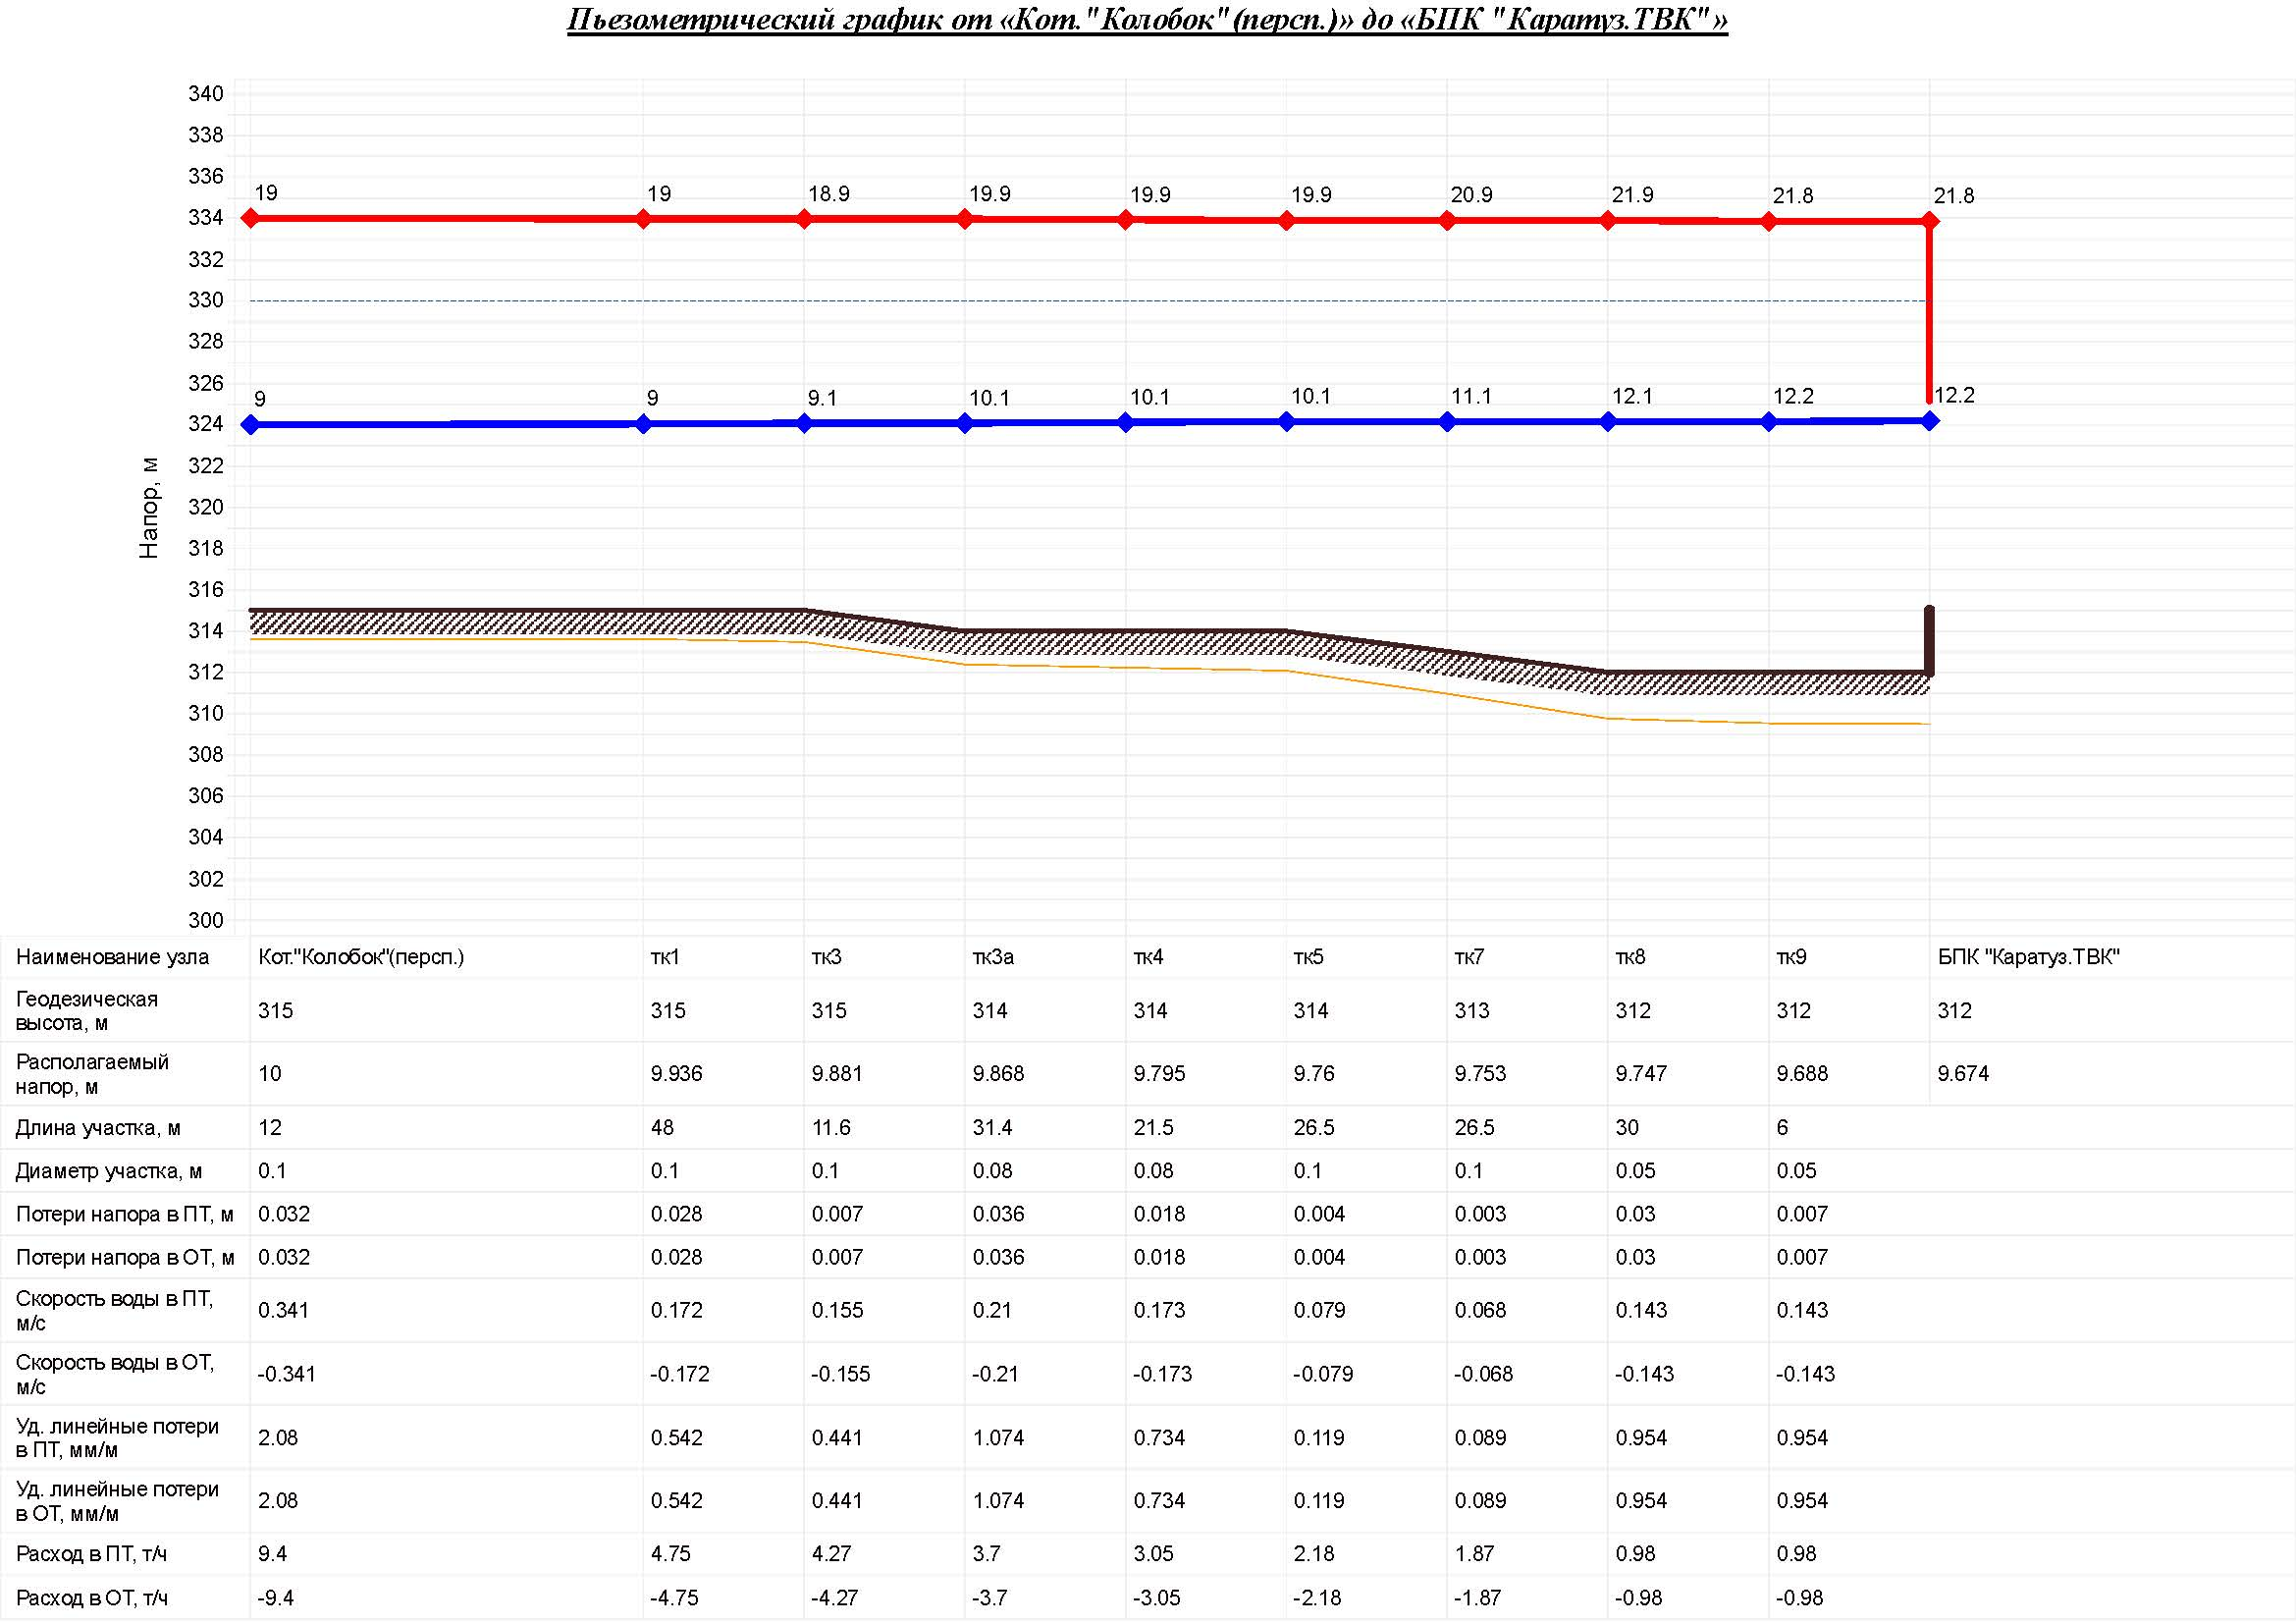 Пьезометрический график от «Кот."Колобок"(персп.)» до «БПК "Каратуз.ТВК"»
340
338
336
334
332
330
328
326
324
322
320
318
316
314
312
310
308
306
304
302
300
Напор, м
19 19 18.9 19.9 19.9 19.9 20.9 21.9 21.8 21.8
9 9 9.1 10.1 10.1 10.1 11.1 12.1 12.2 12.2
Наименование узла Кот."Колобок"(персп.) тк1 тк3 тк3а тк4 тк5 тк7 тк8 тк9 БПК "Каратуз.ТВК"
Геодезическая
высота, м
315 315 315 314 314 314 313 312 312 312
Располагаемый
напор, м
10 9.936 9.881 9.868 9.795 9.76 9.753 9.747 9.688 9.674
Длина участка, м 12 48 11.6 31.4 21.5 26.5 26.5 30 6
Диаметр участка, м 0.1 0.1 0.1 0.08 0.08 0.1 0.1 0.05 0.05
Потери напора в ПТ, м 0.032 0.028 0.007 0.036 0.018 0.004 0.003 0.03 0.007
Потери напора в ОТ, м 0.032 0.028 0.007 0.036 0.018 0.004 0.003 0.03 0.007
Скорость воды в ПТ,
м/с
0.341 0.172 0.155 0.21 0.173 0.079 0.068 0.143 0.143
Скорость воды в ОТ,
м/с
-0.341 -0.172 -0.155 -0.21 -0.173 -0.079 -0.068 -0.143 -0.143
Уд. линейные потери
в ПТ, мм/м
2.08 0.542 0.441 1.074 0.734 0.119 0.089 0.954 0.954
Уд. линейные потери
в ОТ, мм/м
2.08 0.542 0.441 1.074 0.734 0.119 0.089 0.954 0.954
Расход в ПТ, т/ч 9.4 4.75 4.27 3.7 3.05 2.18 1.87 0.98 0.98
Расход в ОТ, т/ч -9.4 -4.75 -4.27 -3.7 -3.05 -2.18 -1.87 -0.98 -0.98